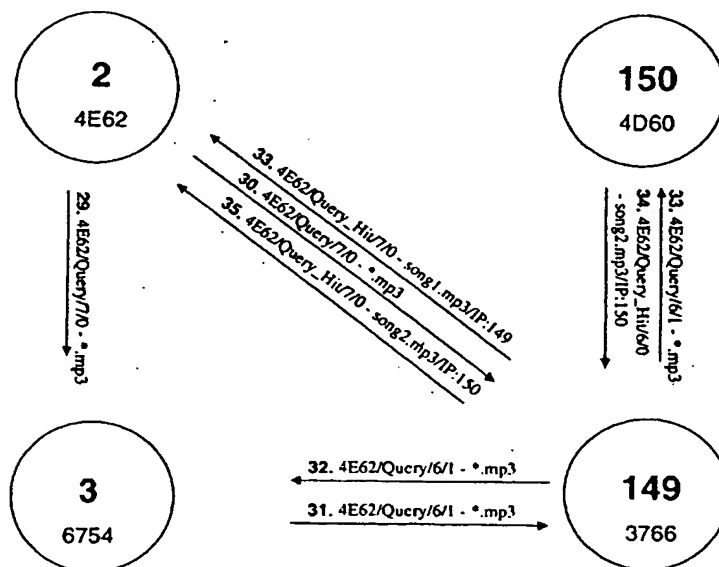 2
4E62
150
4D60
33. 4E62/Query_Hit/7/0 - song1.mp3/IP:149
30. 4E62/Query/7/0 - *.mp3
35. 4E62/Query_Hit/7/0 - song2.mp3/IP:150
29. 4E62/Query/7/0 - *.mp3
33. 4E62/Query/6/1 - *.mp3
34. 4E62/Query_Hit/6/0
- song2.mp3/IP:150
3
6754
32. 4E62/Query/6/1 - *.mp3
31. 4E62/Query/6/1 - *.mp3
149
3766